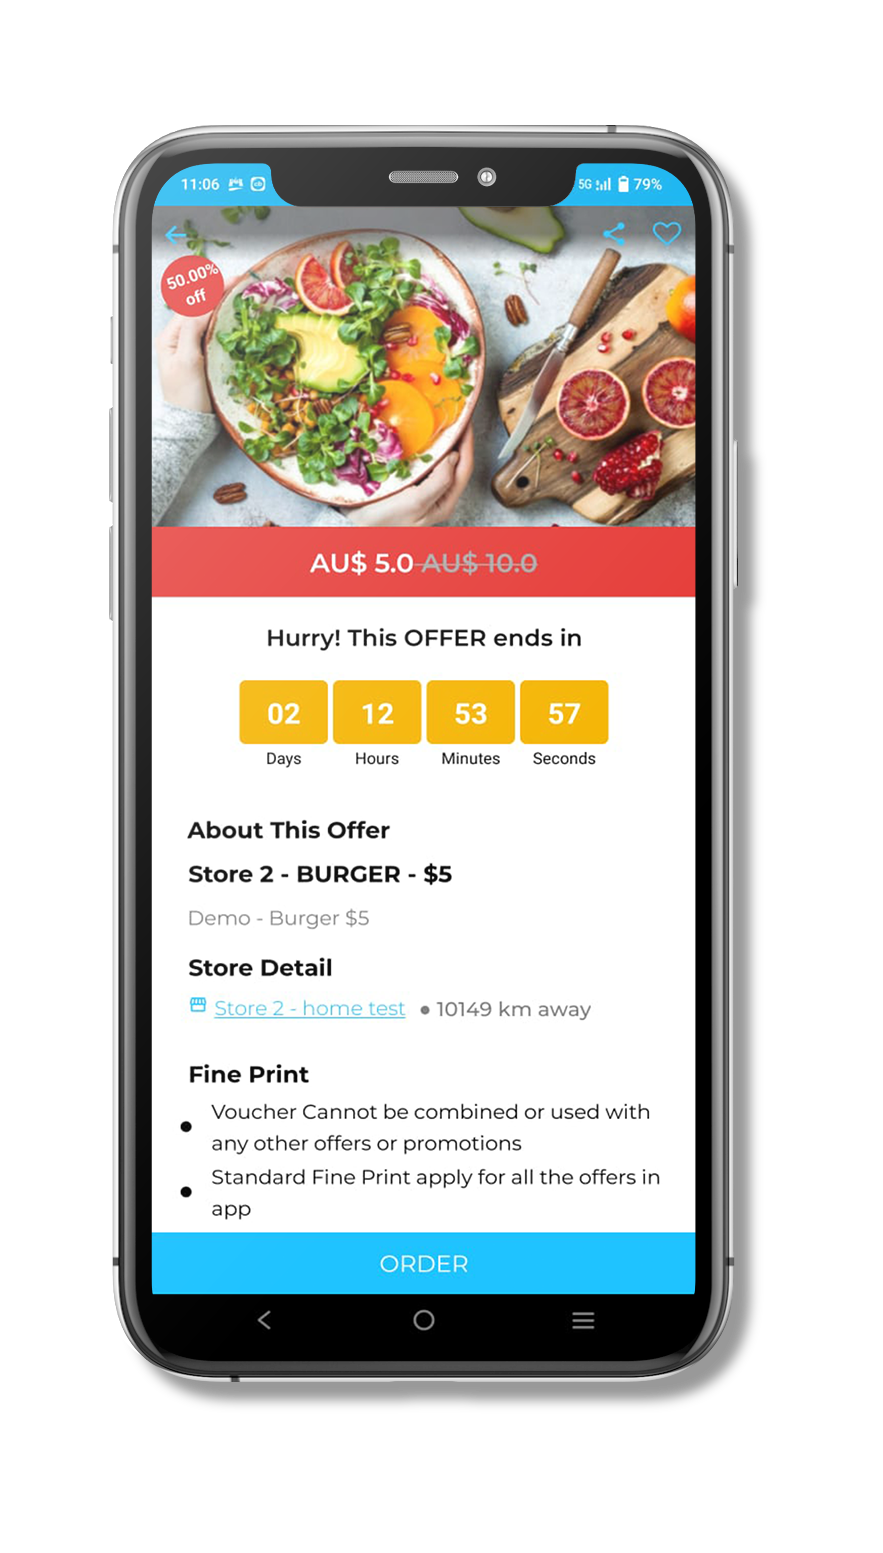 11:06 5G 79%
50.00%
off
AU$ 5.0 AU$ 10.0
Hurry! This OFFER ends in
02 12 53 57
Days Hours Minutes Seconds
About This Offer
Store 2 - BURGER - $5
Demo - Burger $5
Store Detail
Store 2 - home test ● 10149 km away
Fine Print
● Voucher Cannot be combined or used with
any other offers or promotions
● Standard Fine Print apply for all the offers in
app
ORDER